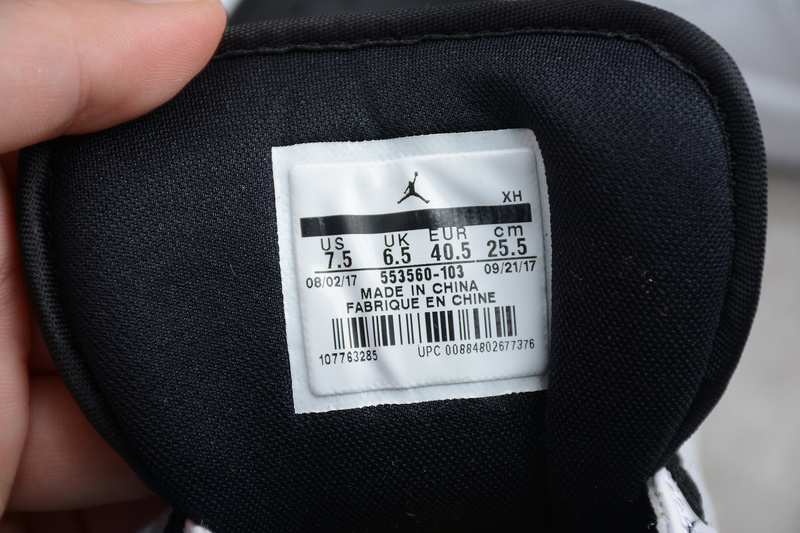 XH
US UK EUR cm
7.5 6.5 40.5 25.5
08/02/17 553560-103 09/21/17
MADE IN CHINA
FABRIQUE EN CHINE
107763285 UPC 00884802677376